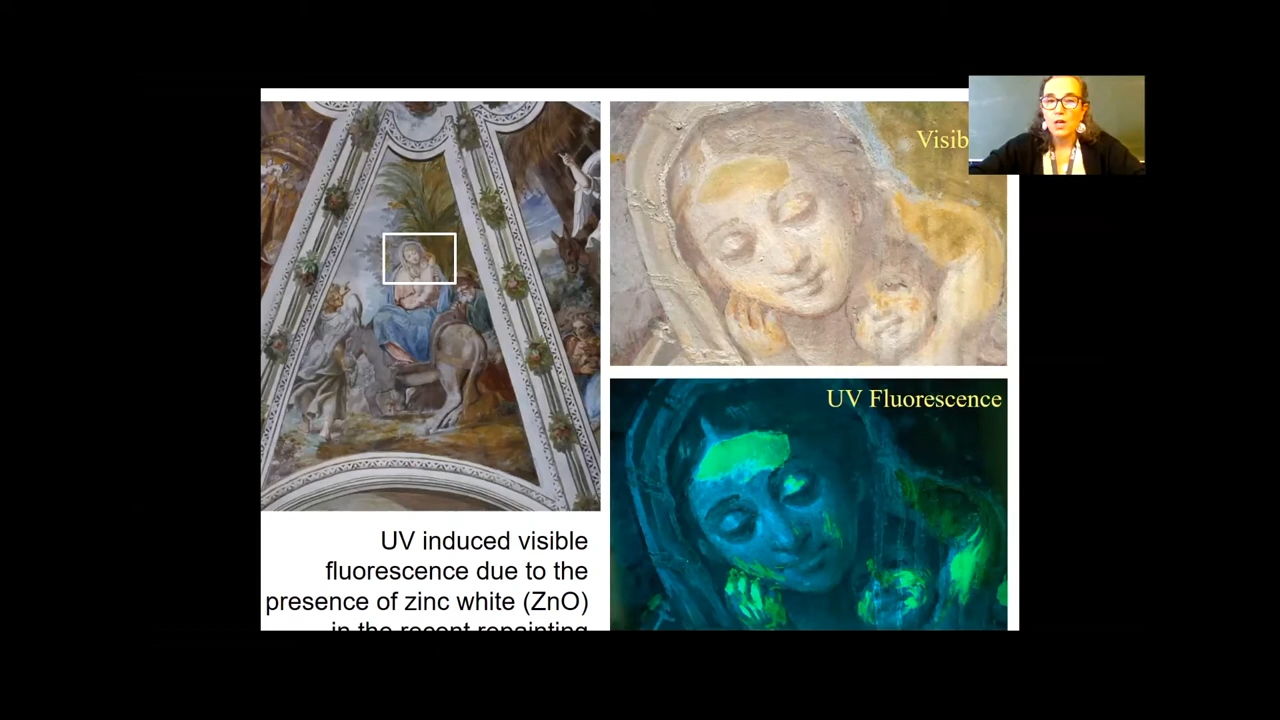 Visib
UV Fluorescence
UV induced visible
fluorescence due to the
presence of zinc white (ZnO)
in the recent repainting